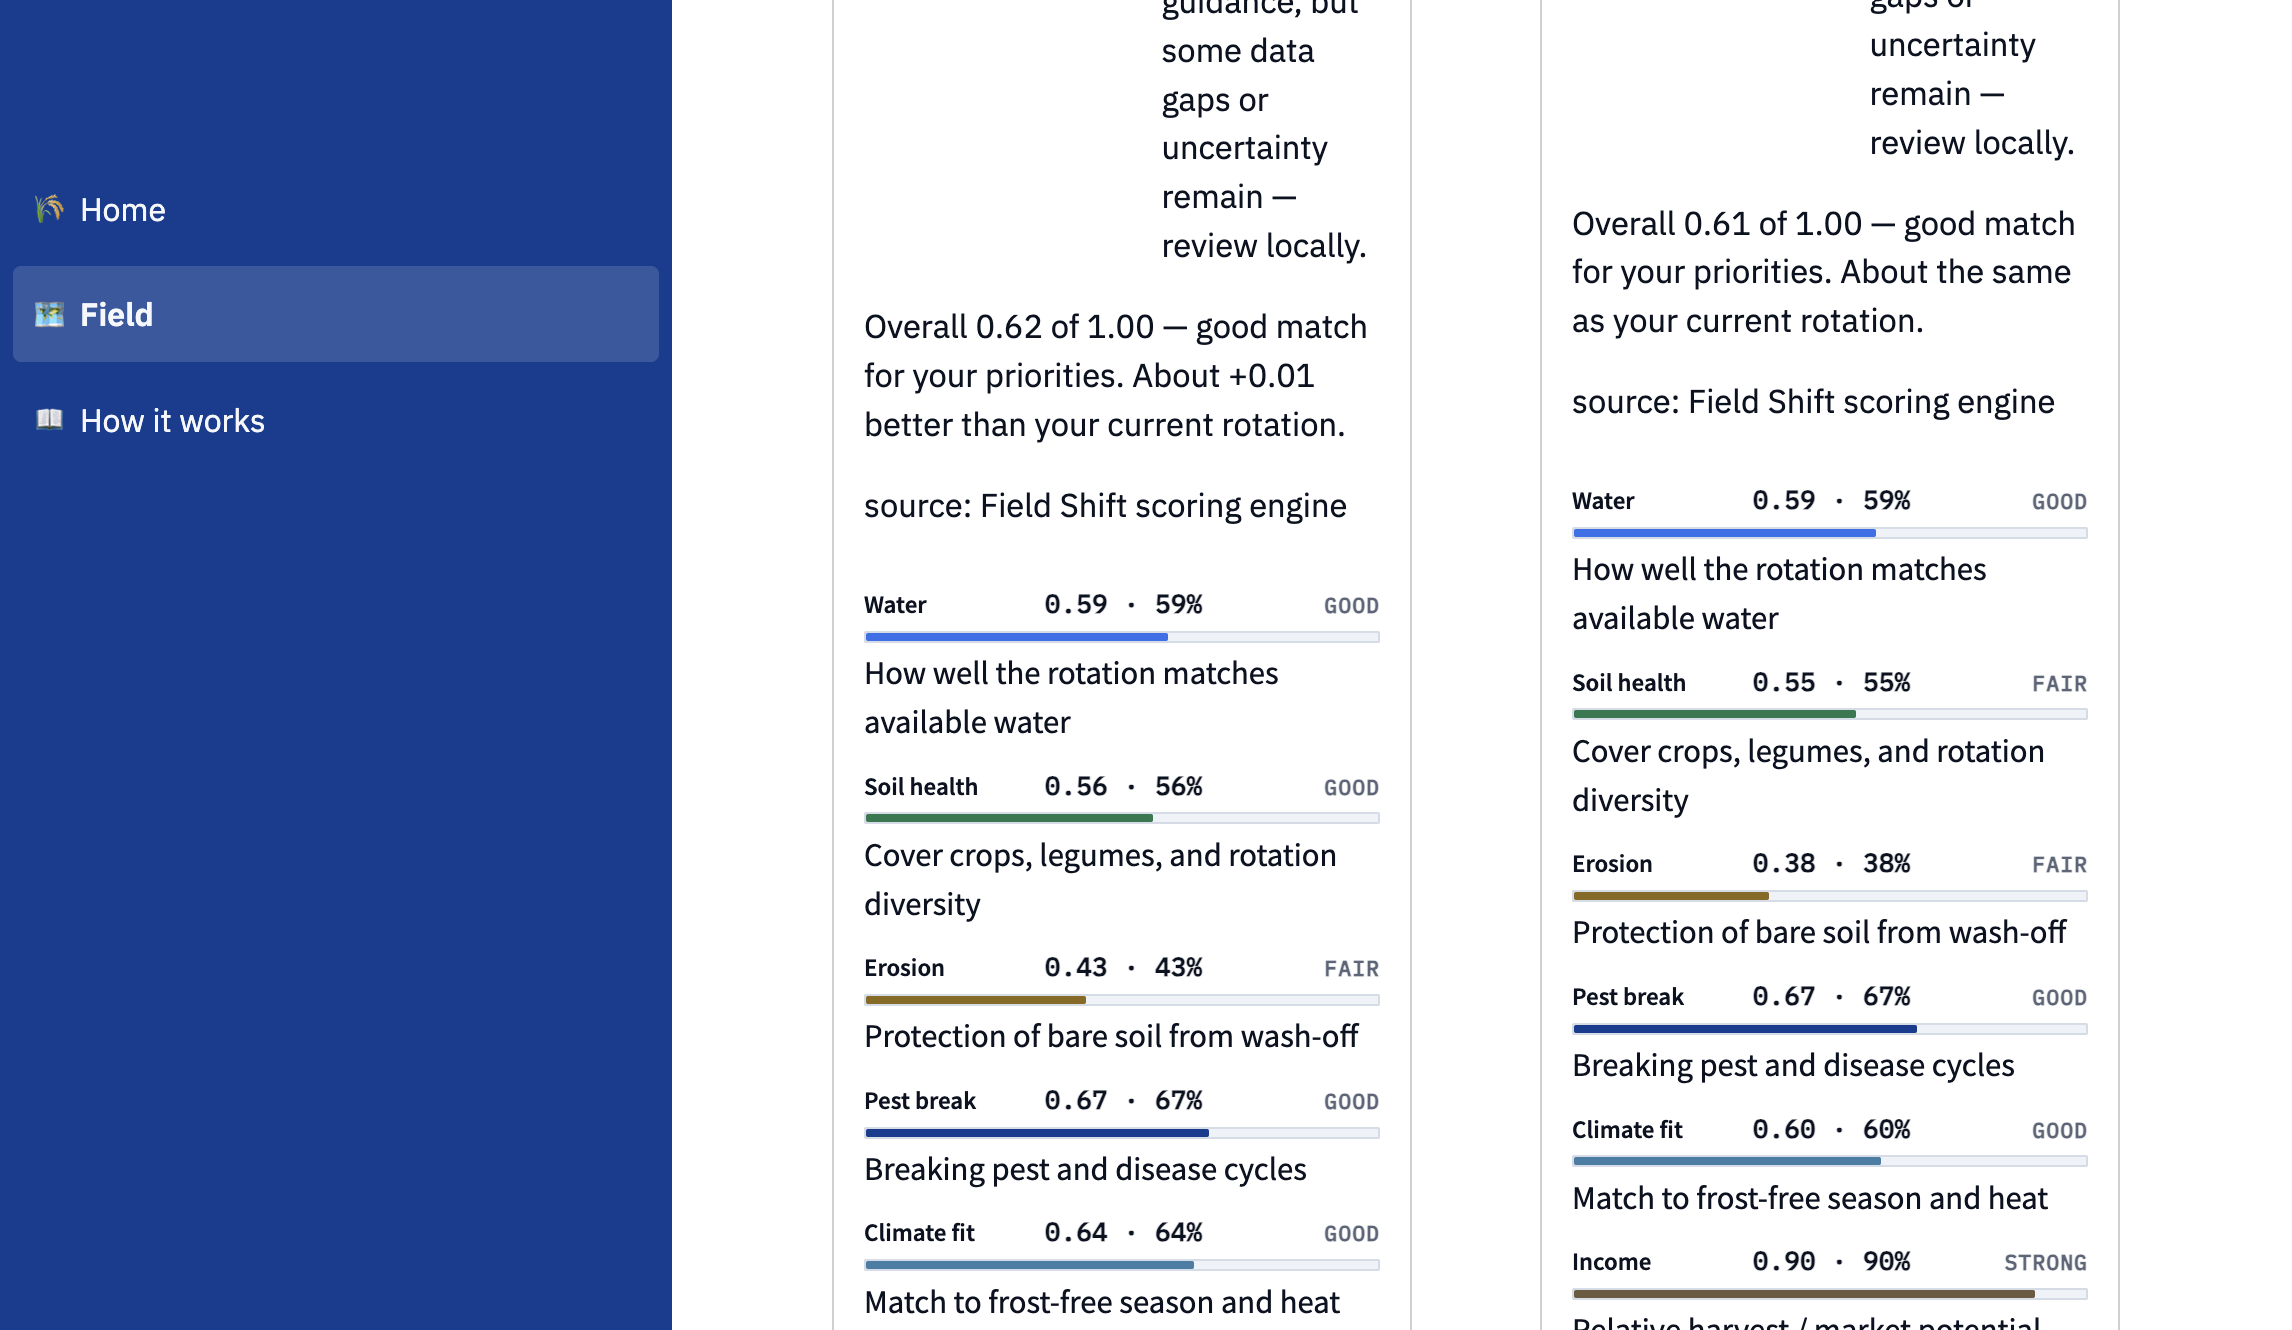 Home
Field
How it works
guidance, but
some data
gaps or
uncertainty
remain —
review locally.
Overall 0.62 of 1.00 — good match
for your priorities. About +0.01
better than your current rotation.
source: Field Shift scoring engine
Water 0.59 · 59% GOOD
How well the rotation matches
available water
Soil health 0.56 · 56% GOOD
Cover crops, legumes, and rotation
diversity
Erosion 0.43 · 43% FAIR
Protection of bare soil from wash-off
Pest break 0.67 · 67% GOOD
Breaking pest and disease cycles
Climate fit 0.64 · 64% GOOD
Match to frost-free season and heat
gaps or
uncertainty
remain —
review locally.
Overall 0.61 of 1.00 — good match
for your priorities. About the same
as your current rotation.
source: Field Shift scoring engine
Water 0.59 · 59% GOOD
How well the rotation matches
available water
Soil health 0.55 · 55% FAIR
Cover crops, legumes, and rotation
diversity
Erosion 0.38 · 38% FAIR
Protection of bare soil from wash-off
Pest break 0.67 · 67% GOOD
Breaking pest and disease cycles
Climate fit 0.60 · 60% GOOD
Match to frost-free season and heat
Income 0.90 · 90% STRONG
Relative harvest / market potential